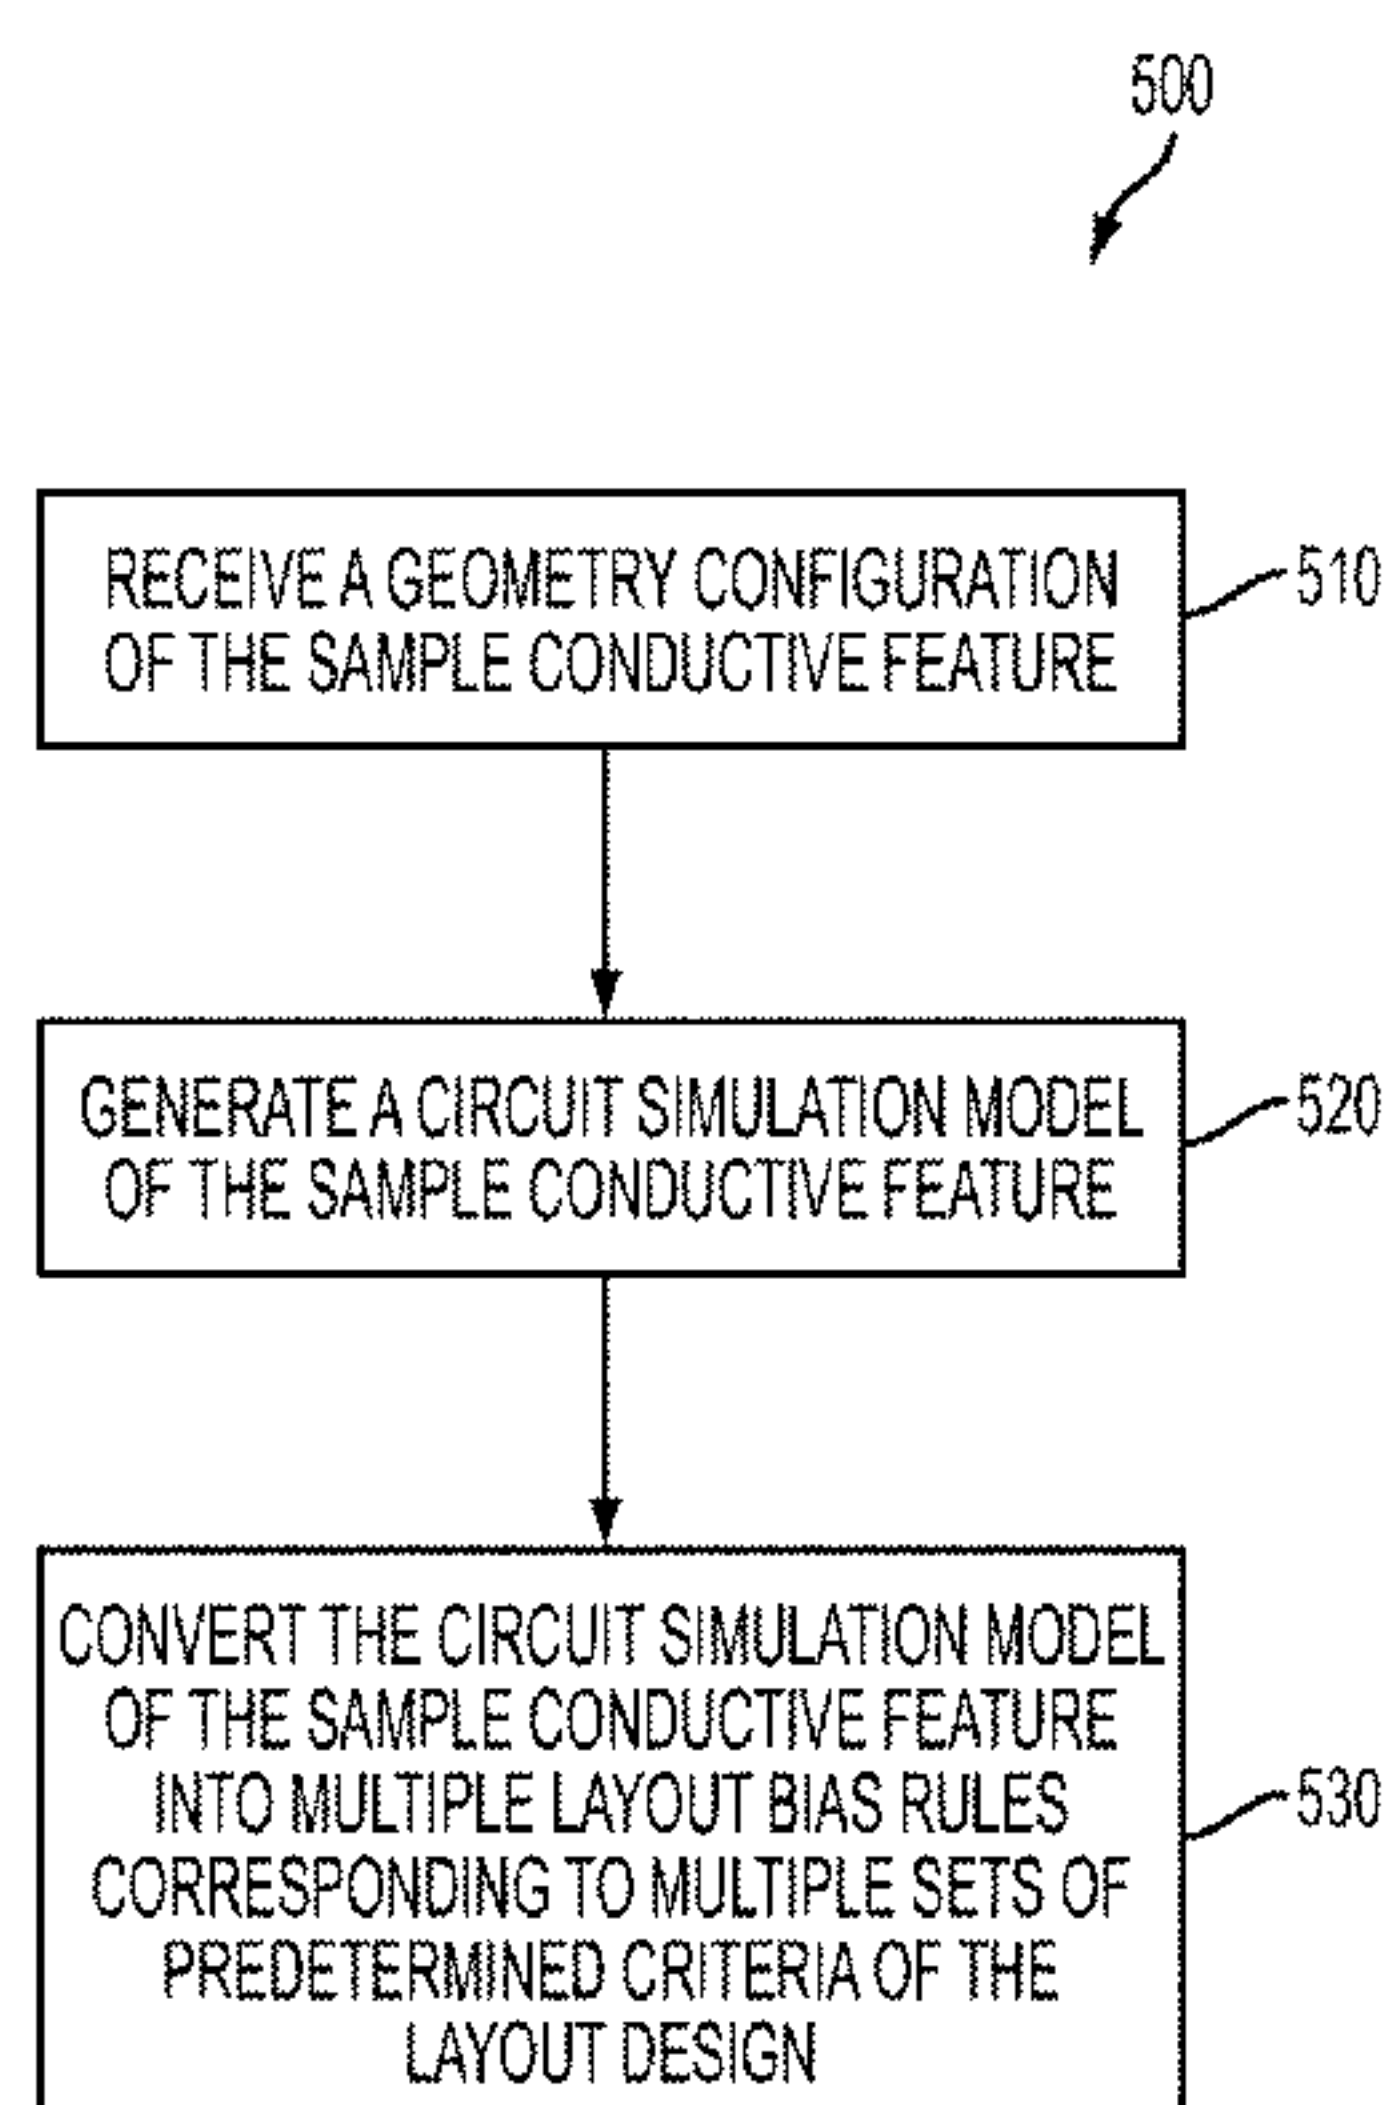 500
RECEIVE A GEOMETRY CONFIGURATION
OF THE SAMPLE CONDUCTIVE FEATURE
510
GENERATE A CIRCUIT SIMULATION MODEL
OF THE SAMPLE CONDUCTIVE FEATURE
520
CONVERT THE CIRCUIT SIMULATION MODEL
OF THE SAMPLE CONDUCTIVE FEATURE
INTO MULTIPLE LAYOUT BIAS RULES
CORRESPONDING TO MULTIPLE SETS OF
PREDETERMINED CRITERIA OF THE
LAYOUT DESIGN
530